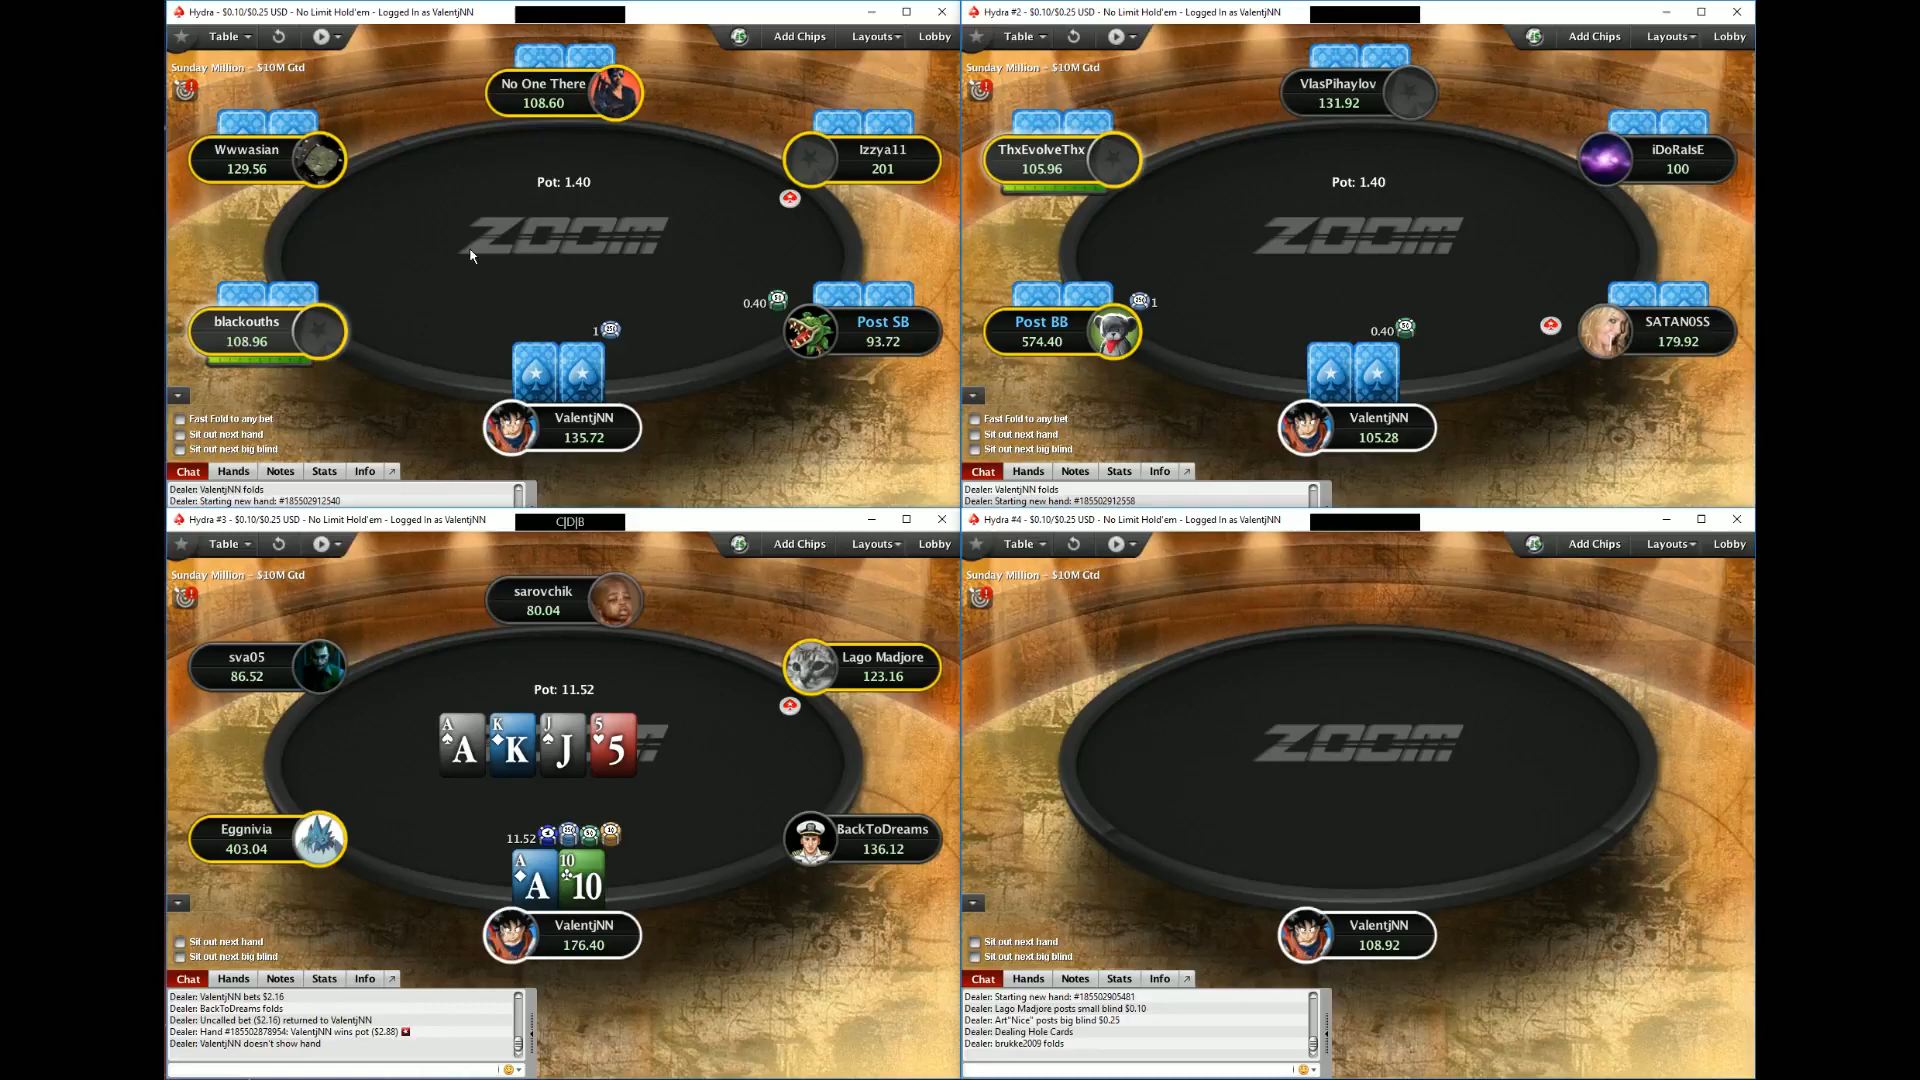 Hydra - $0.10/$0.25 USD - No Limit Hold'em - Logged In as ValentjNN
Table
Add Chips
Layouts
Lobby
Sunday Million - $10M Gtd
No One There
108.60
Wwwasian
129.56
Izzya11
201
Pot: 1.40
ZOOM
blackouths
108.96
0.40
Post SB
93.72
1
ValentjNN
135.72
Fast Fold to any bet
Sit out next hand
Sit out next big blind
Chat Hands Notes Stats Info
Dealer: ValentjNN folds
Dealer: Starting new hand: #185502912540
Hydra #2 - $0.10/$0.25 USD - No Limit Hold'em - Logged In as ValentjNN
Table
Add Chips
Layouts
Lobby
Sunday Million - $10M Gtd
VlasPihaylov
131.92
ThxEvolveThx
105.96
iDoRaIsE
100
Pot: 1.40
ZOOM
Post BB
574.40
1
0.40
SATAN0SS
179.92
ValentjNN
105.28
Fast Fold to any bet
Sit out next hand
Sit out next big blind
Chat Hands Notes Stats Info
Dealer: ValentjNN folds
Dealer: Starting new hand: #185502912558
Hydra #3 - $0.10/$0.25 USD - No Limit Hold'em - Logged In as ValentjNN
C|D|B
Table
Add Chips
Layouts
Lobby
Sunday Million - $10M Gtd
sarovchik
80.04
sva05
86.52
Lago Madjore
123.16
Pot: 11.52
A A K K J J 5 5
Eggnivia
403.04
11.52
BackToDreams
136.12
A A 10 10
ValentjNN
176.40
Sit out next hand
Sit out next big blind
Chat Hands Notes Stats Info
Dealer: ValentjNN bets $2.16
Dealer: BackToDreams folds
Dealer: Uncalled bet ($2.16) returned to ValentjNN
Dealer: Hand #185502878954: ValentjNN wins pot ($2.88)
Dealer: ValentjNN doesn't show hand
Hydra #4 - $0.10/$0.25 USD - No Limit Hold'em - Logged In as ValentjNN
Table
Add Chips
Layouts
Lobby
Sunday Million - $10M Gtd
ZOOM
ValentjNN
108.92
Sit out next hand
Sit out next big blind
Chat Hands Notes Stats Info
Dealer: Starting new hand: #185502905481
Dealer: Lago Madjore posts small blind $0.10
Dealer: Art"Nice" posts big blind $0.25
Dealer: Dealing Hole Cards
Dealer: brukke2009 folds